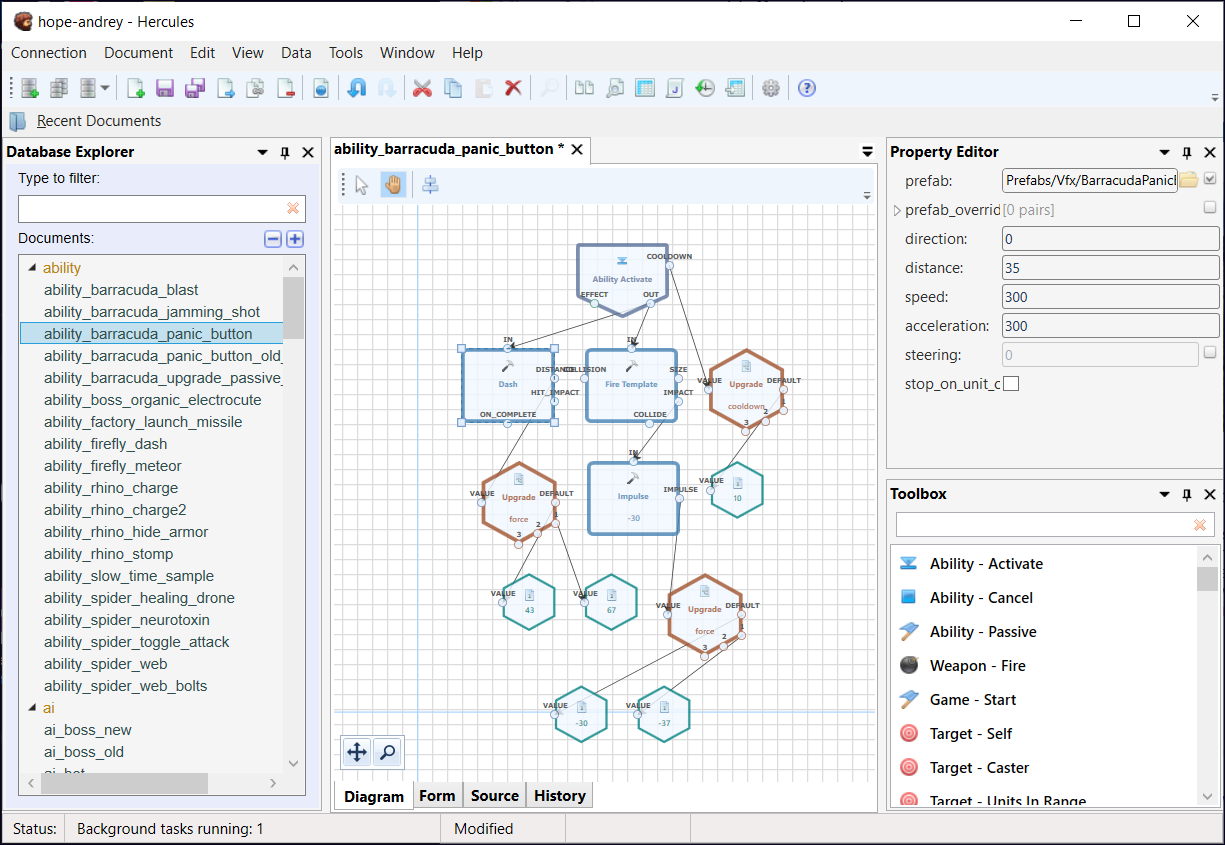 hope-andrey - Hercules
Connection Document Edit View Data Tools Window Help
Recent Documents
Database Explorer
Type to filter:
Documents:
ability
ability_barracuda_blast
ability_barracuda_jamming_shot
ability_barracuda_panic_button
ability_barracuda_panic_button_old_
ability_barracuda_upgrade_passive_
ability_boss_organic_electrocute
ability_factory_launch_missile
ability_firefly_dash
ability_firefly_meteor
ability_rhino_charge
ability_rhino_charge2
ability_rhino_hide_armor
ability_rhino_stomp
ability_slow_time_sample
ability_spider_healing_drone
ability_spider_neurotoxin
ability_spider_toggle_attack
ability_spider_web
ability_spider_web_bolts
ai
ai_boss_new
ai_boss_old
ability_barracuda_panic_button *
COOLDOWN
Ability Activate
EFFECT OUT
IN
Dash
DISTANCE
HIT_IMPACT
ON_COMPLETE
IN
COLLISION
Fire Template
SIZE
IMPACT
COLLIDE
VALUE
Upgrade
DEFAULT
cooldown
1
2
3
VALUE
Upgrade
DEFAULT
force
1
2
3
IN
Impulse
IMPULSE
-30
VALUE
10
VALUE
43
VALUE
67
VALUE
Upgrade
DEFAULT
force
1
2
3
VALUE
-30
VALUE
-37
Diagram Form Source History
Property Editor
prefab: Prefabs/Vfx/BarracudaPanic
prefab_overrid [0 pairs]
direction: 0
distance: 35
speed: 300
acceleration: 300
steering: 0
stop_on_unit_c
Toolbox
Ability - Activate
Ability - Cancel
Ability - Passive
Weapon - Fire
Game - Start
Target - Self
Target - Caster
Target - Units In Range
Status: Background tasks running: 1 Modified